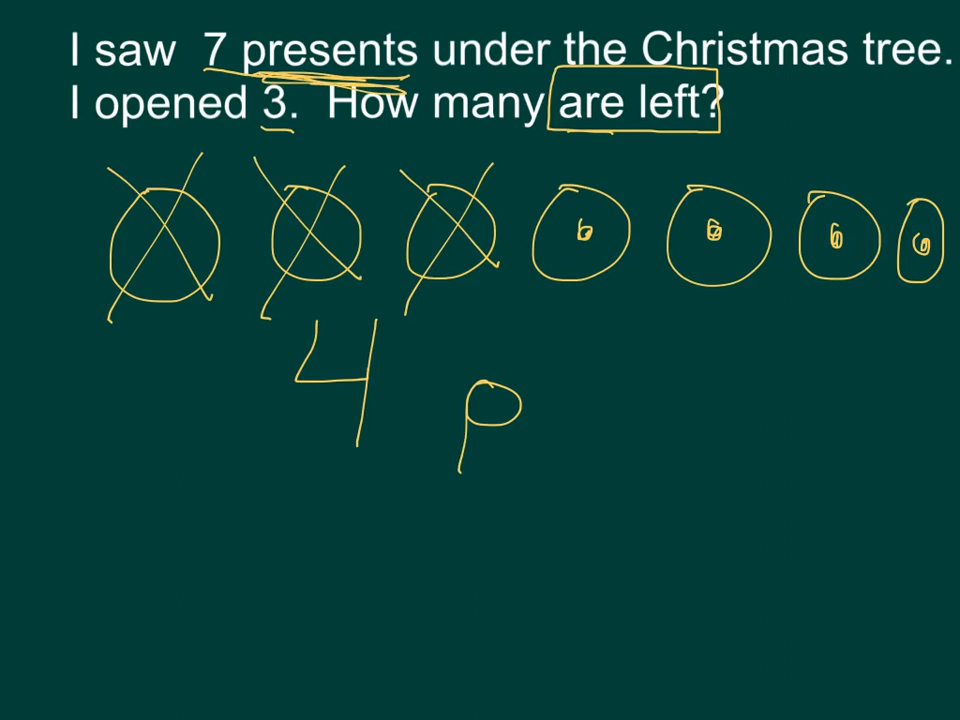 I saw 7 presents under the Christmas tree.
I opened 3. How many are left?
4 p